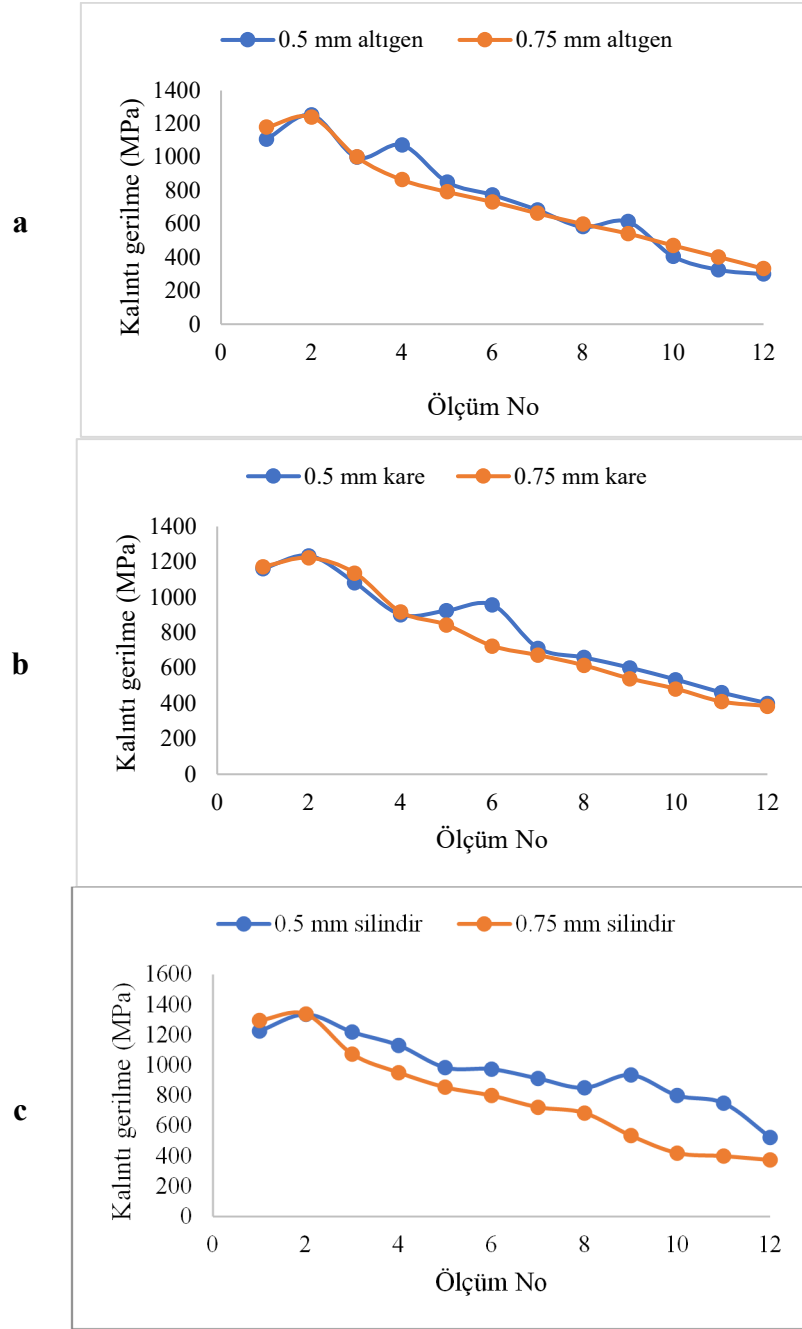 0.5 mm altıgen 0.75 mm altıgen
1400
1200
1000
800
600
400
200
0
Kalıntı gerilme (MPa)
0 2 4 6 8 10 12
Ölçüm No
a
0.5 mm kare 0.75 mm kare
1400
1200
1000
800
600
400
200
0
Kalıntı gerilme (MPa)
0 2 4 6 8 10 12
Ölçüm No
b
0.5 mm silindir 0.75 mm silindir
1600
1400
1200
1000
800
600
400
200
0
Kalıntı gerilme (MPa)
0 2 4 6 8 10 12
Ölçüm No
c